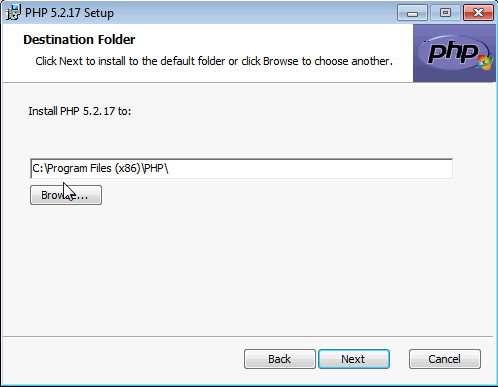 PHP 5.2.17 Setup
Destination Folder
Click Next to install to the default folder or click Browse to choose another.
php
Install PHP 5.2.17 to:
C:\Program Files (x86)\PHP\
Browse...
Back
Next
Cancel